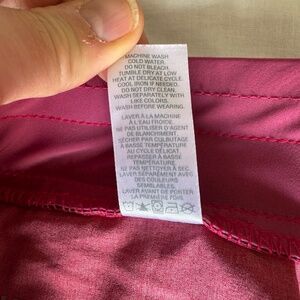 MACHINE WASH
COLD WATER.
DO NOT BLEACH.
TUMBLE DRY AT LOW
HEAT AT DELICATE CYCLE.
COOL IRON IF NEEDED.
DO NOT DRY CLEAN.
WASH SEPARATELY WITH
LIKE COLORS.
WASH BEFORE WEARING.
LAVER À LA MACHINE
À L'EAU FROIDE.
NE PAS UTILISER D'AGENT
DE BLANCHIMENT.
SÉCHER PAR CULBUTAGE
À BASSE TEMPÉRATURE
AU CYCLE DÉLICAT.
REPASSER À BASSE
TEMPÉRATURE
NE PAS NETTOYER À SEC.
LAVER AVEC
DES COULEURS
SEMBLABLES.
LAVER AVANT DE PORTER
LA PREMIÈRE FOIS